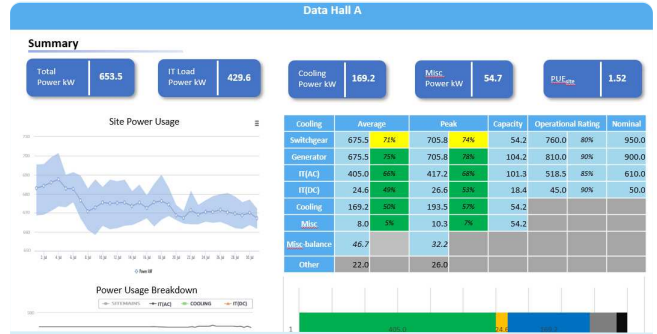 Data Hall A
Summary
Total Power kW 653.5
IT Load Power kW 429.6
Cooling Power kW 169.2
Misc Power kW 54.7
PUEsite 1.52
Site Power Usage
Power Usage Breakdown
IT(AC) COOLING IT(DC)
Cooling Average Peak Capacity Operational Rating Nominal
Switchgear 675.5 71% 705.8 74% 54.2 760.0 80% 950.0
Generator 675.5 75% 705.8 78% 104.2 810.0 90% 900.0
IT(AC) 405.0 66% 417.2 68% 101.3 518.5 85% 610.0
IT(DC) 24.6 49% 26.6 53% 18.4 45.0 90% 50.0
Cooling 169.2 50% 193.5 57% 54.2
Misc 8.0 5% 10.3 7% 54.2
Misc-balance 46.7 32.2
Other 22.0 26.0
1 405.0 24.6 169.2